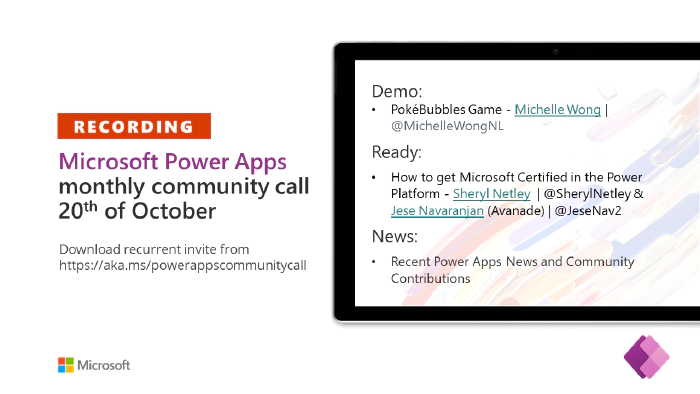 RECORDING
Microsoft Power Apps
monthly community call
20th of October
Download recurrent invite from
https://aka.ms/powerappscommunitycall
Microsoft
Demo:
• PokéBubbles Game - Michelle Wong |
@MichelleWongNL
Ready:
• How to get Microsoft Certified in the Power
Platform - Sheryl Netley | @SherylNetley &
Jese Navaranjan (Avanade) | @JeseNav2
News:
• Recent Power Apps News and Community
Contributions